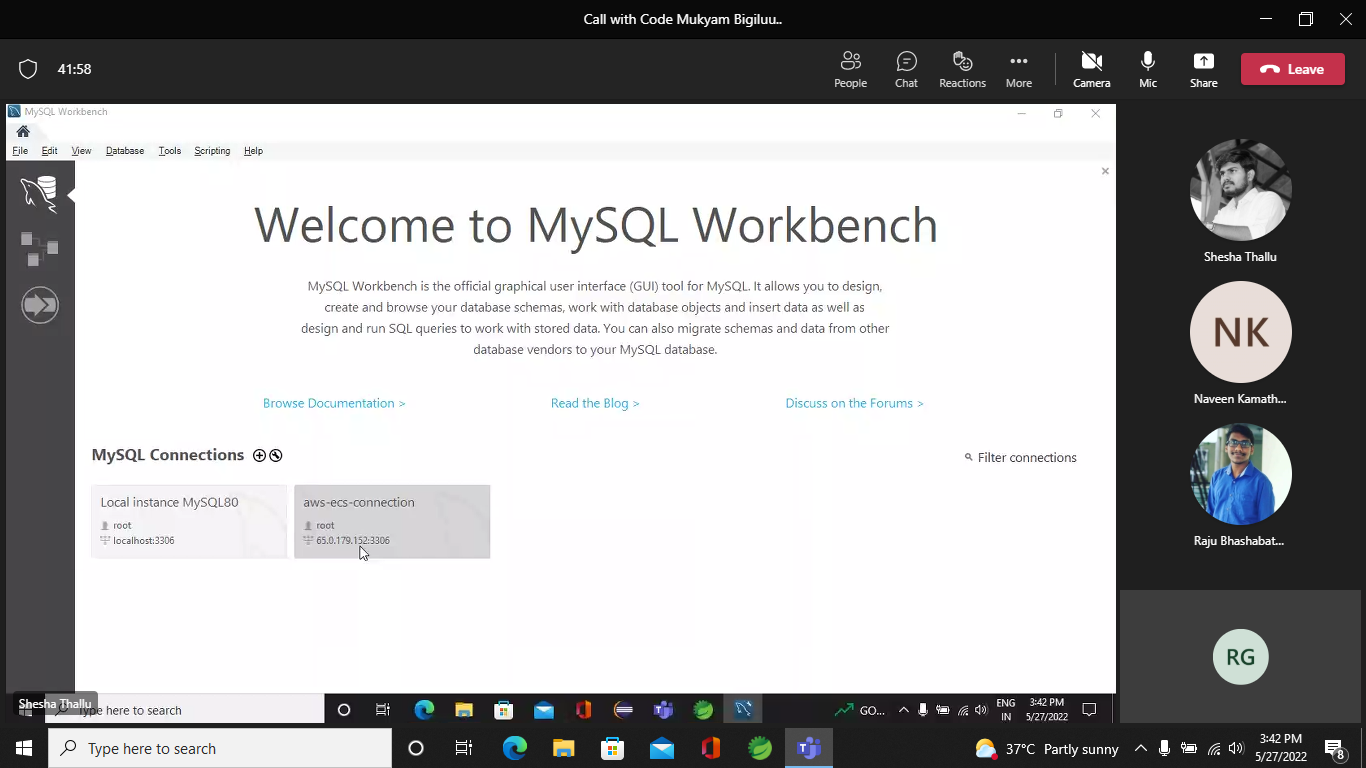 Call with Code Mukyam Bigiluu..
41:58
People
Chat
Reactions
More
Camera
Mic
Share
Leave
MySQL Workbench
File Edit View Database Tools Scripting Help
Welcome to MySQL Workbench
MySQL Workbench is the official graphical user interface (GUI) tool for MySQL. It allows you to design,
create and browse your database schemas, work with database objects and insert data as well as
design and run SQL queries to work with stored data. You can also migrate schemas and data from other
database vendors to your MySQL database.
Browse Documentation >
Read the Blog >
Discuss on the Forums >
MySQL Connections
Filter connections
Local instance MySQL80
root
localhost:3306
aws-ecs-connection
root
65.0.179.152:3306
Shesha Thallu
NK
Naveen Kamath...
Raju Bhashabat...
RG
Shesha Thallu
Type here to search
GO...
ENG
IN
3:42 PM
5/27/2022
Type here to search
37°C Partly sunny
3:42 PM
5/27/2022
8